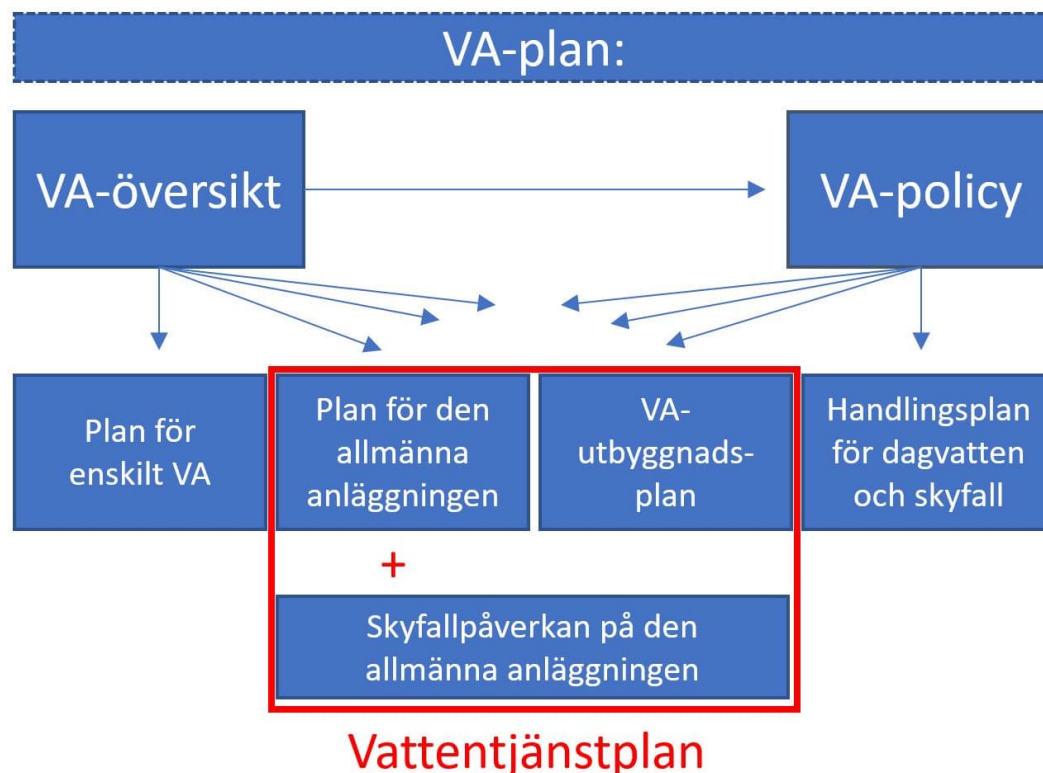 VA-plan:
VA-översikt
VA-policy
Plan för
enskilt VA
Plan för den
allmänna
anläggningen
VA-
utbyggnads-
plan
Handlingsplan
för dagvatten
och skyfall
+
Skyfallpåverkan på den
allmänna anläggningen
Vattentjänstplan